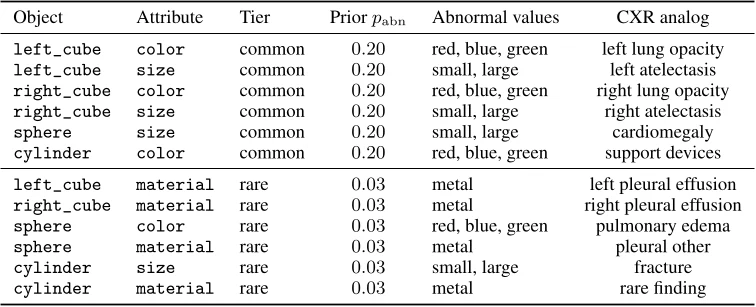 Object Attribute Tier Prior p_abn Abnormal values CXR analog
left_cube color common 0.20 red, blue, green left lung opacity
left_cube size common 0.20 small, large left atelectasis
right_cube color common 0.20 red, blue, green right lung opacity
right_cube size common 0.20 small, large right atelectasis
sphere size common 0.20 small, large cardiomegaly
cylinder color common 0.20 red, blue, green support devices
left_cube material rare 0.03 metal left pleural effusion
right_cube material rare 0.03 metal right pleural effusion
sphere color rare 0.03 red, blue, green pulmonary edema
sphere material rare 0.03 metal pleural other
cylinder size rare 0.03 small, large fracture
cylinder material rare 0.03 metal rare finding